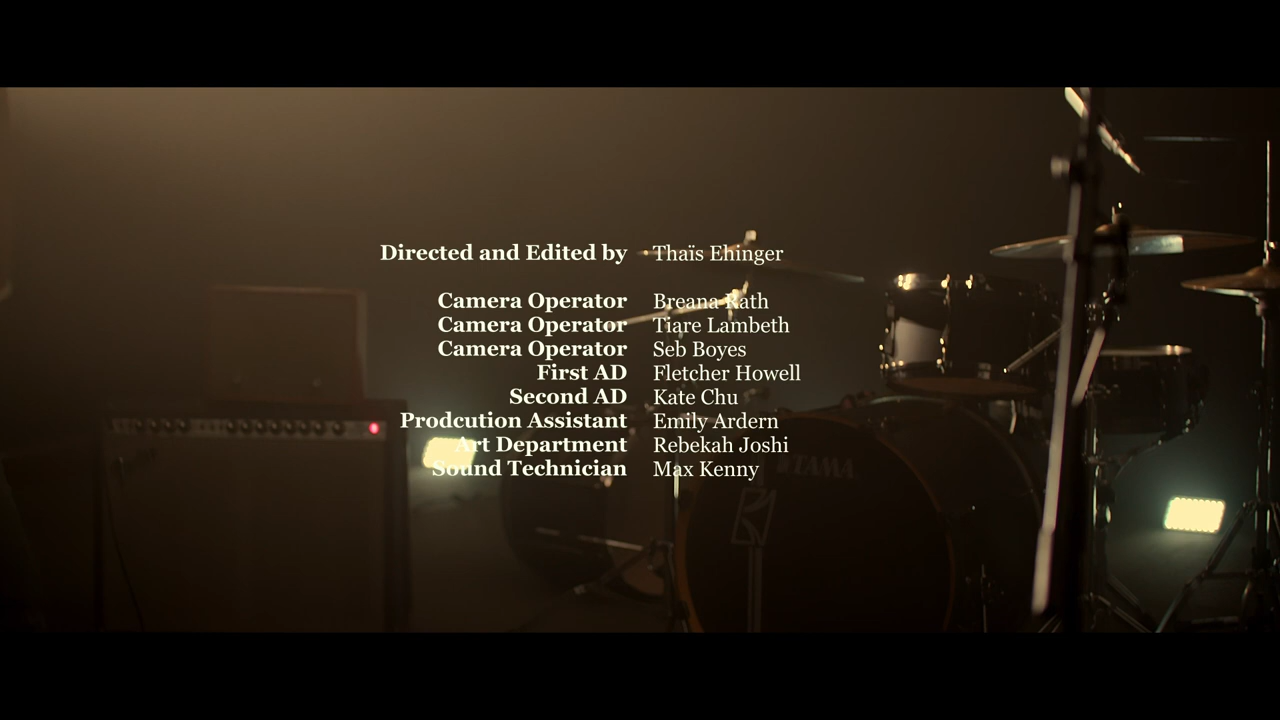 Directed and Edited by Thaïs Ehinger
Camera Operator Breana Rath
Camera Operator Tiare Lambeth
Camera Operator Seb Boyes
First AD Fletcher Howell
Second AD Kate Chu
Prodcution Assistant Emily Ardern
Art Department Rebekah Joshi
Sound Technician Max Kenny
TAMA